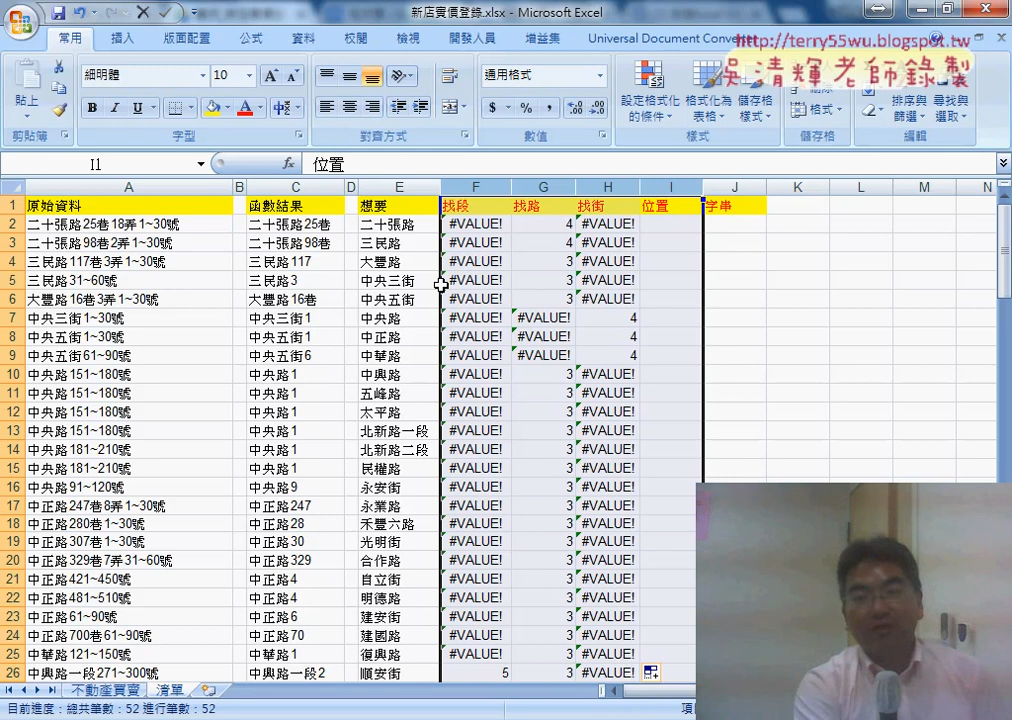 新店實價登錄.xlsx - Microsoft Excel
常用 插入 版面配置 公式 資料 校閱 檢視 開發人員 增益集 Universal Document Conve
http://terry55wu.blogspot.tw
吳清輝老師錄製
貼上 細明體 10 通用格式 設定格式化的條件 格式化為表格 儲存格樣式 格式 排序與篩選 尋找與選取
剪貼簿 字型 對齊方式 數值 樣式 儲存格 編輯
I1 fx 位置
A B C D E F G H I J K L M N
1 原始資料 函數結果 想要 找段 找路 找街 位置 字串
2 二十張路25巷18弄1~30號 二十張路25巷 二十張路 #VALUE! 4 #VALUE!
3 二十張路98巷2弄1~30號 二十張路98巷 三民路 #VALUE! 4 #VALUE!
4 三民路117巷3弄1~30號 三民路117 大豐路 #VALUE! 3 #VALUE!
5 三民路31~60號 三民路3 中央三街 #VALUE! 3 #VALUE!
6 大豐路16巷3弄1~30號 大豐路16巷 中央五街 #VALUE! 3 #VALUE!
7 中央三街1~30號 中央三街1 中央路 #VALUE! #VALUE! 4
8 中央五街1~30號 中央五街1 中正路 #VALUE! #VALUE! 4
9 中央五街61~90號 中央五街6 中華路 #VALUE! #VALUE! 4
10 中央路151~180號 中央路1 中興路 #VALUE! 3 #VALUE!
11 中央路151~180號 中央路1 五峰路 #VALUE! 3 #VALUE!
12 中央路151~180號 中央路1 太平路 #VALUE! 3 #VALUE!
13 中央路151~180號 中央路1 北新路一段 #VALUE! 3 #VALUE!
14 中央路181~210號 中央路1 北新路二段 #VALUE! 3 #VALUE!
15 中央路181~210號 中央路1 民權路 #VALUE! 3 #VALUE!
16 中央路91~120號 中央路9 永安街 #VALUE! 3 #VALUE!
17 中正路247巷8弄1~30號 中正路247 永業路 #VALUE! 3 #VALUE!
18 中正路280巷1~30號 中正路28 禾豐六路 #VALUE! 3 #VALUE!
19 中正路307巷1~30號 中正路30 光明街 #VALUE! 3 #VALUE!
20 中正路329巷7弄31~60號 中正路329 合作路 #VALUE! 3 #VALUE!
21 中正路421~450號 中正路4 自立街 #VALUE! 3 #VALUE!
22 中正路481~510號 中正路4 明德路 #VALUE! 3 #VALUE!
23 中正路61~90號 中正路6 建安街 #VALUE! 3 #VALUE!
24 中正路700巷61~90號 中正路70 建國路 #VALUE! 3 #VALUE!
25 中華路121~150號 中華路1 復興路 #VALUE! 3 #VALUE!
26 中興路一段271~300號 中興路一段2 順安街 5 3 #VALUE!
不動產買賣 清單
目前進度：總共筆數：52 進行筆數：52